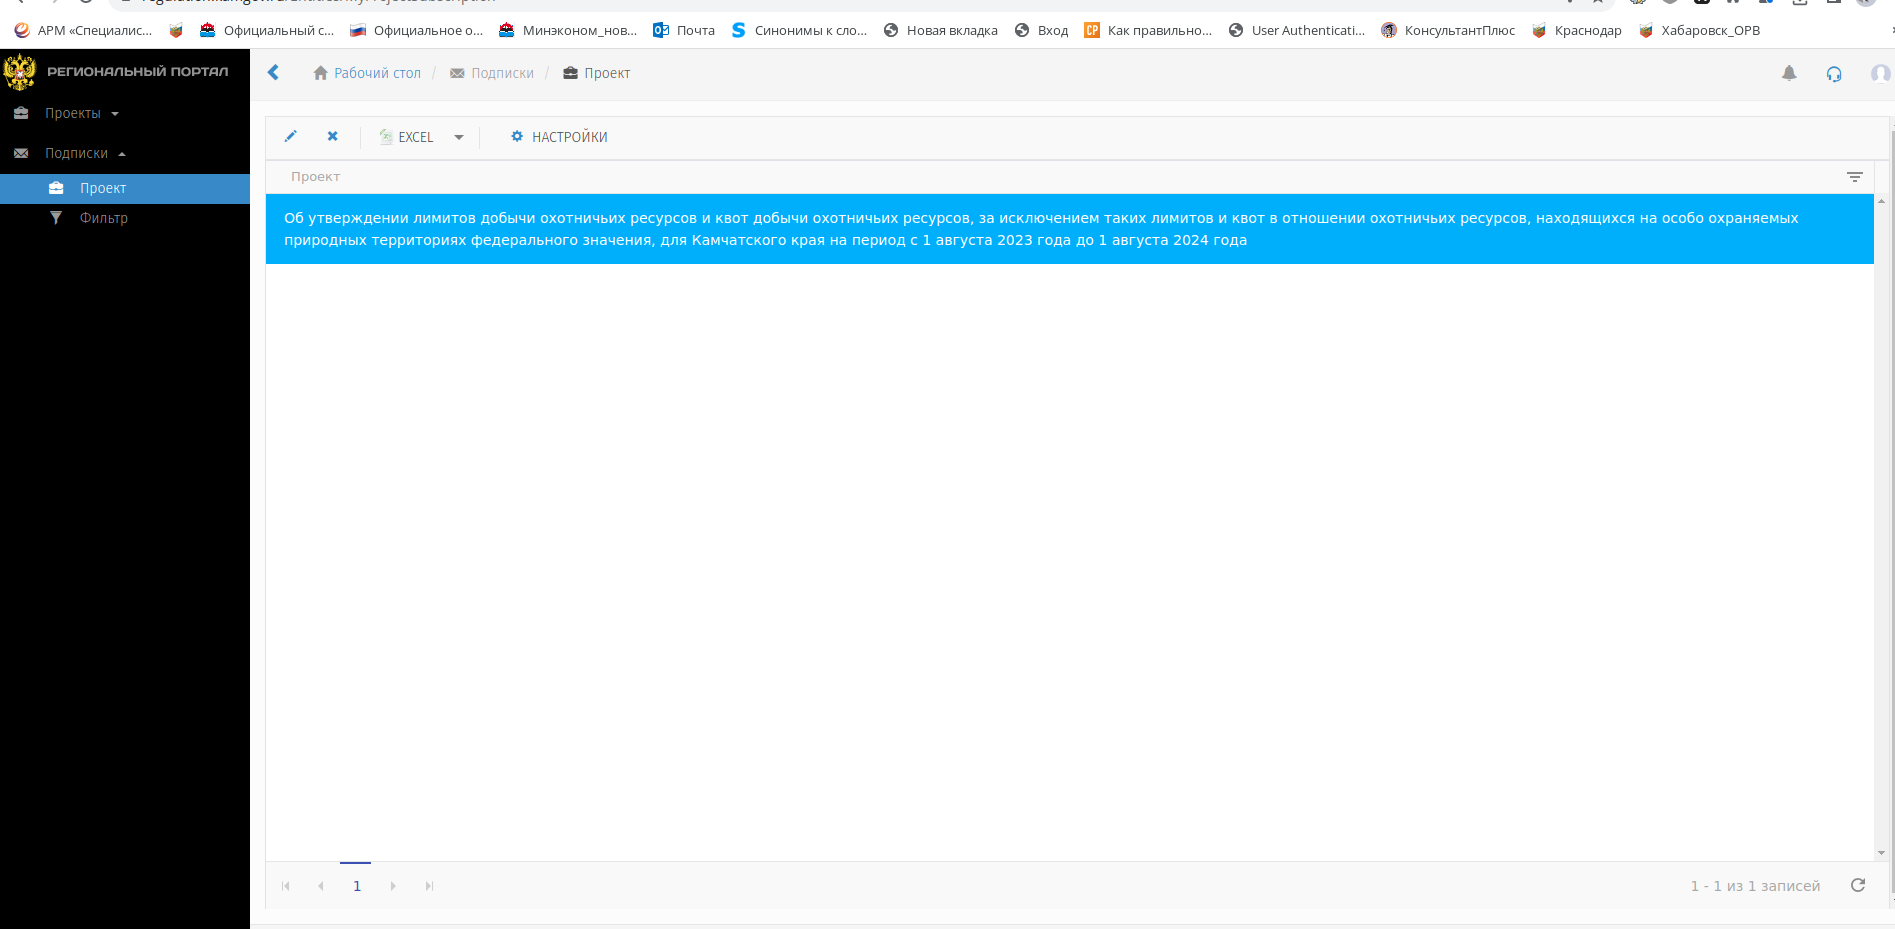 АРМ «Специалис...
Официальный с...
Официальное о...
Минэконом_нов...
Почта
Синонимы к сло...
Новая вкладка
Вход
Как правильно...
User Authenticati...
КонсультантПлюс
Краснодар
Хабаровск_ОРВ
РЕГИОНАЛЬНЫЙ ПОРТАЛ
Рабочий стол / Подписки / Проект
Проекты
Подписки
Проект
Фильтр
EXCEL
НАСТРОЙКИ
Проект
Об утверждении лимитов добычи охотничьих ресурсов и квот добычи охотничьих ресурсов, за исключением таких лимитов и квот в отношении охотничьих ресурсов, находящихся на особо охраняемых
природных территориях федерального значения, для Камчатского края на период с 1 августа 2023 года до 1 августа 2024 года
1
1 - 1 из 1 записей